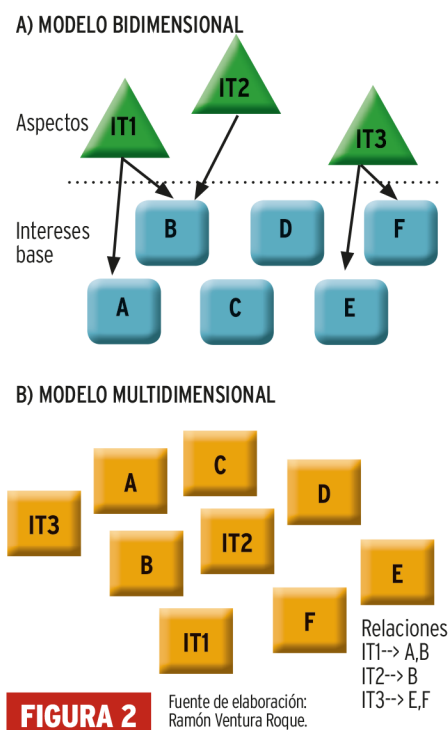 A) MODELO BIDIMENSIONAL
IT2
Aspectos
IT1
IT3
Intereses
base
B
D
F
A
C
E
B) MODELO MULTIDIMENSIONAL
C
A
D
IT3
IT2
B
E
F
IT1
Relaciones
IT1--> A,B
IT2--> B
IT3--> E,F
FIGURA 2
Fuente de elaboración:
Ramón Ventura Roque.